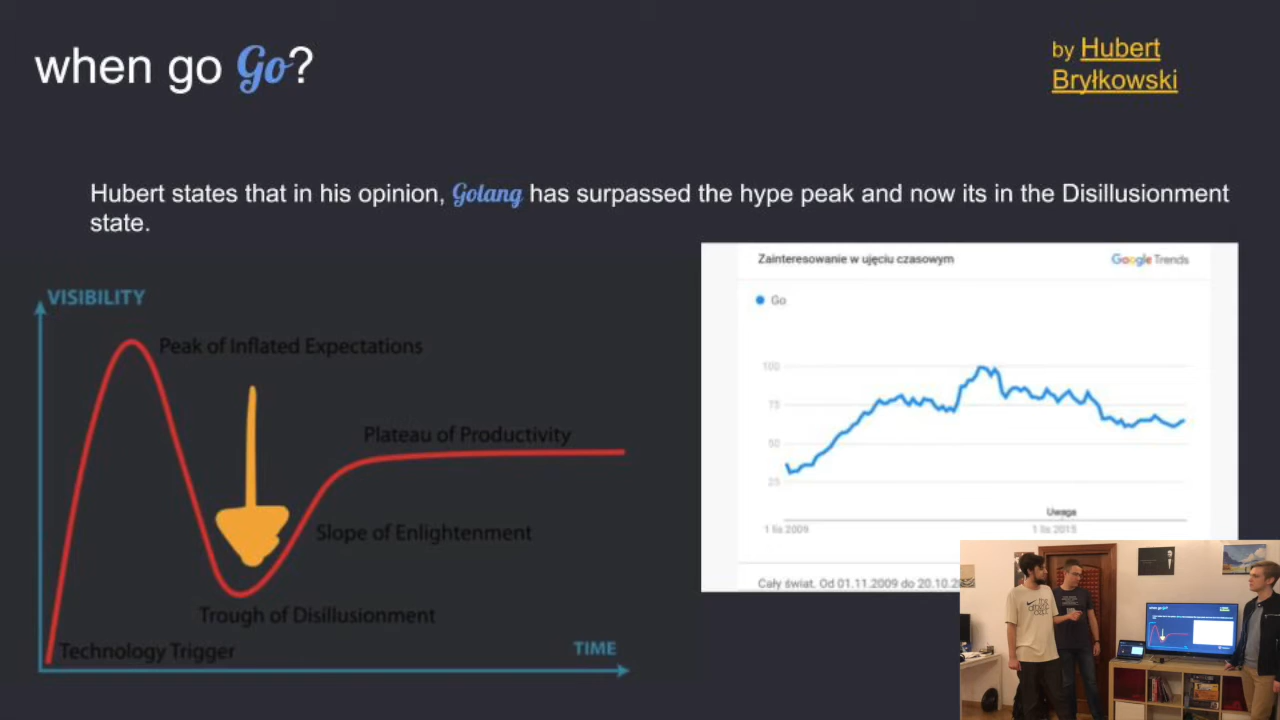 when go Go?
by Hubert
Bryłkowski
Hubert states that in his opinion, Golang has surpassed the hype peak and now its in the Disillusionment
state.
VISIBILITY
Peak of Inflated Expectations
Plateau of Productivity
Slope of Enlightenment
Trough of Disillusionment
Technology Trigger
TIME
Zainteresowanie w ujęciu czasowym
Google Trends
Go
100
75
50
25
Uwaga
1 lis 2009
1 lis 2015
Cały świat. Od 01.11.2009 do 20.10.2
when go Go?